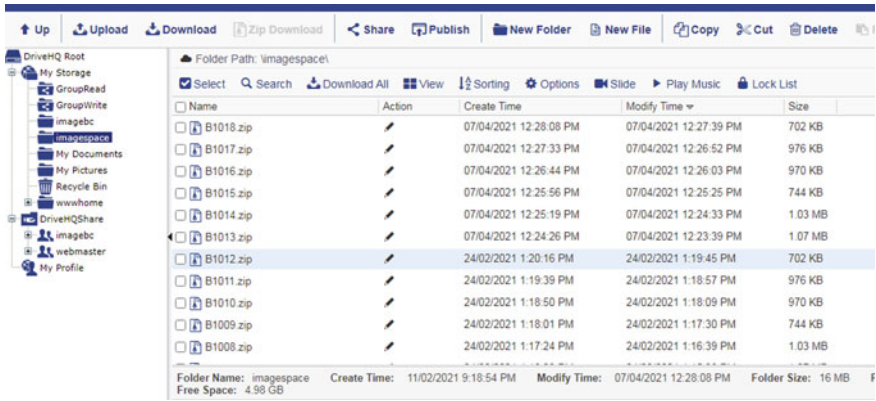 Up Upload Download Zip Download Share Publish New Folder New File Copy Cut Delete
DriveHQ Root
My Storage
GroupRead
GroupWrite
imagebc
imagespace
My Documents
My Pictures
Recycle Bin
wwwhome
DriveHQShare
imagebc
webmaster
My Profile
Folder Path: \imagespace\
Select Search Download All View Sorting Options Slide Play Music Lock List
Name Action Create Time Modify Time Size
B1018.zip 07/04/2021 12:28:08 PM 07/04/2021 12:27:39 PM 702 KB
B1017.zip 07/04/2021 12:27:33 PM 07/04/2021 12:26:52 PM 976 KB
B1016.zip 07/04/2021 12:26:44 PM 07/04/2021 12:26:03 PM 970 KB
B1015.zip 07/04/2021 12:25:56 PM 07/04/2021 12:25:25 PM 744 KB
B1014.zip 07/04/2021 12:25:19 PM 07/04/2021 12:24:33 PM 1.03 MB
B1013.zip 07/04/2021 12:24:26 PM 07/04/2021 12:23:39 PM 1.07 MB
B1012.zip 24/02/2021 1:20:16 PM 24/02/2021 1:19:45 PM 702 KB
B1011.zip 24/02/2021 1:19:39 PM 24/02/2021 1:18:57 PM 976 KB
B1010.zip 24/02/2021 1:18:50 PM 24/02/2021 1:18:09 PM 970 KB
B1009.zip 24/02/2021 1:18:01 PM 24/02/2021 1:17:30 PM 744 KB
B1008.zip 24/02/2021 1:17:24 PM 24/02/2021 1:16:39 PM 1.03 MB
Folder Name: imagespace Create Time: 11/02/2021 9:18:54 PM Modify Time: 07/04/2021 12:28:08 PM Folder Size: 16 MB
Free Space: 4.98 GB